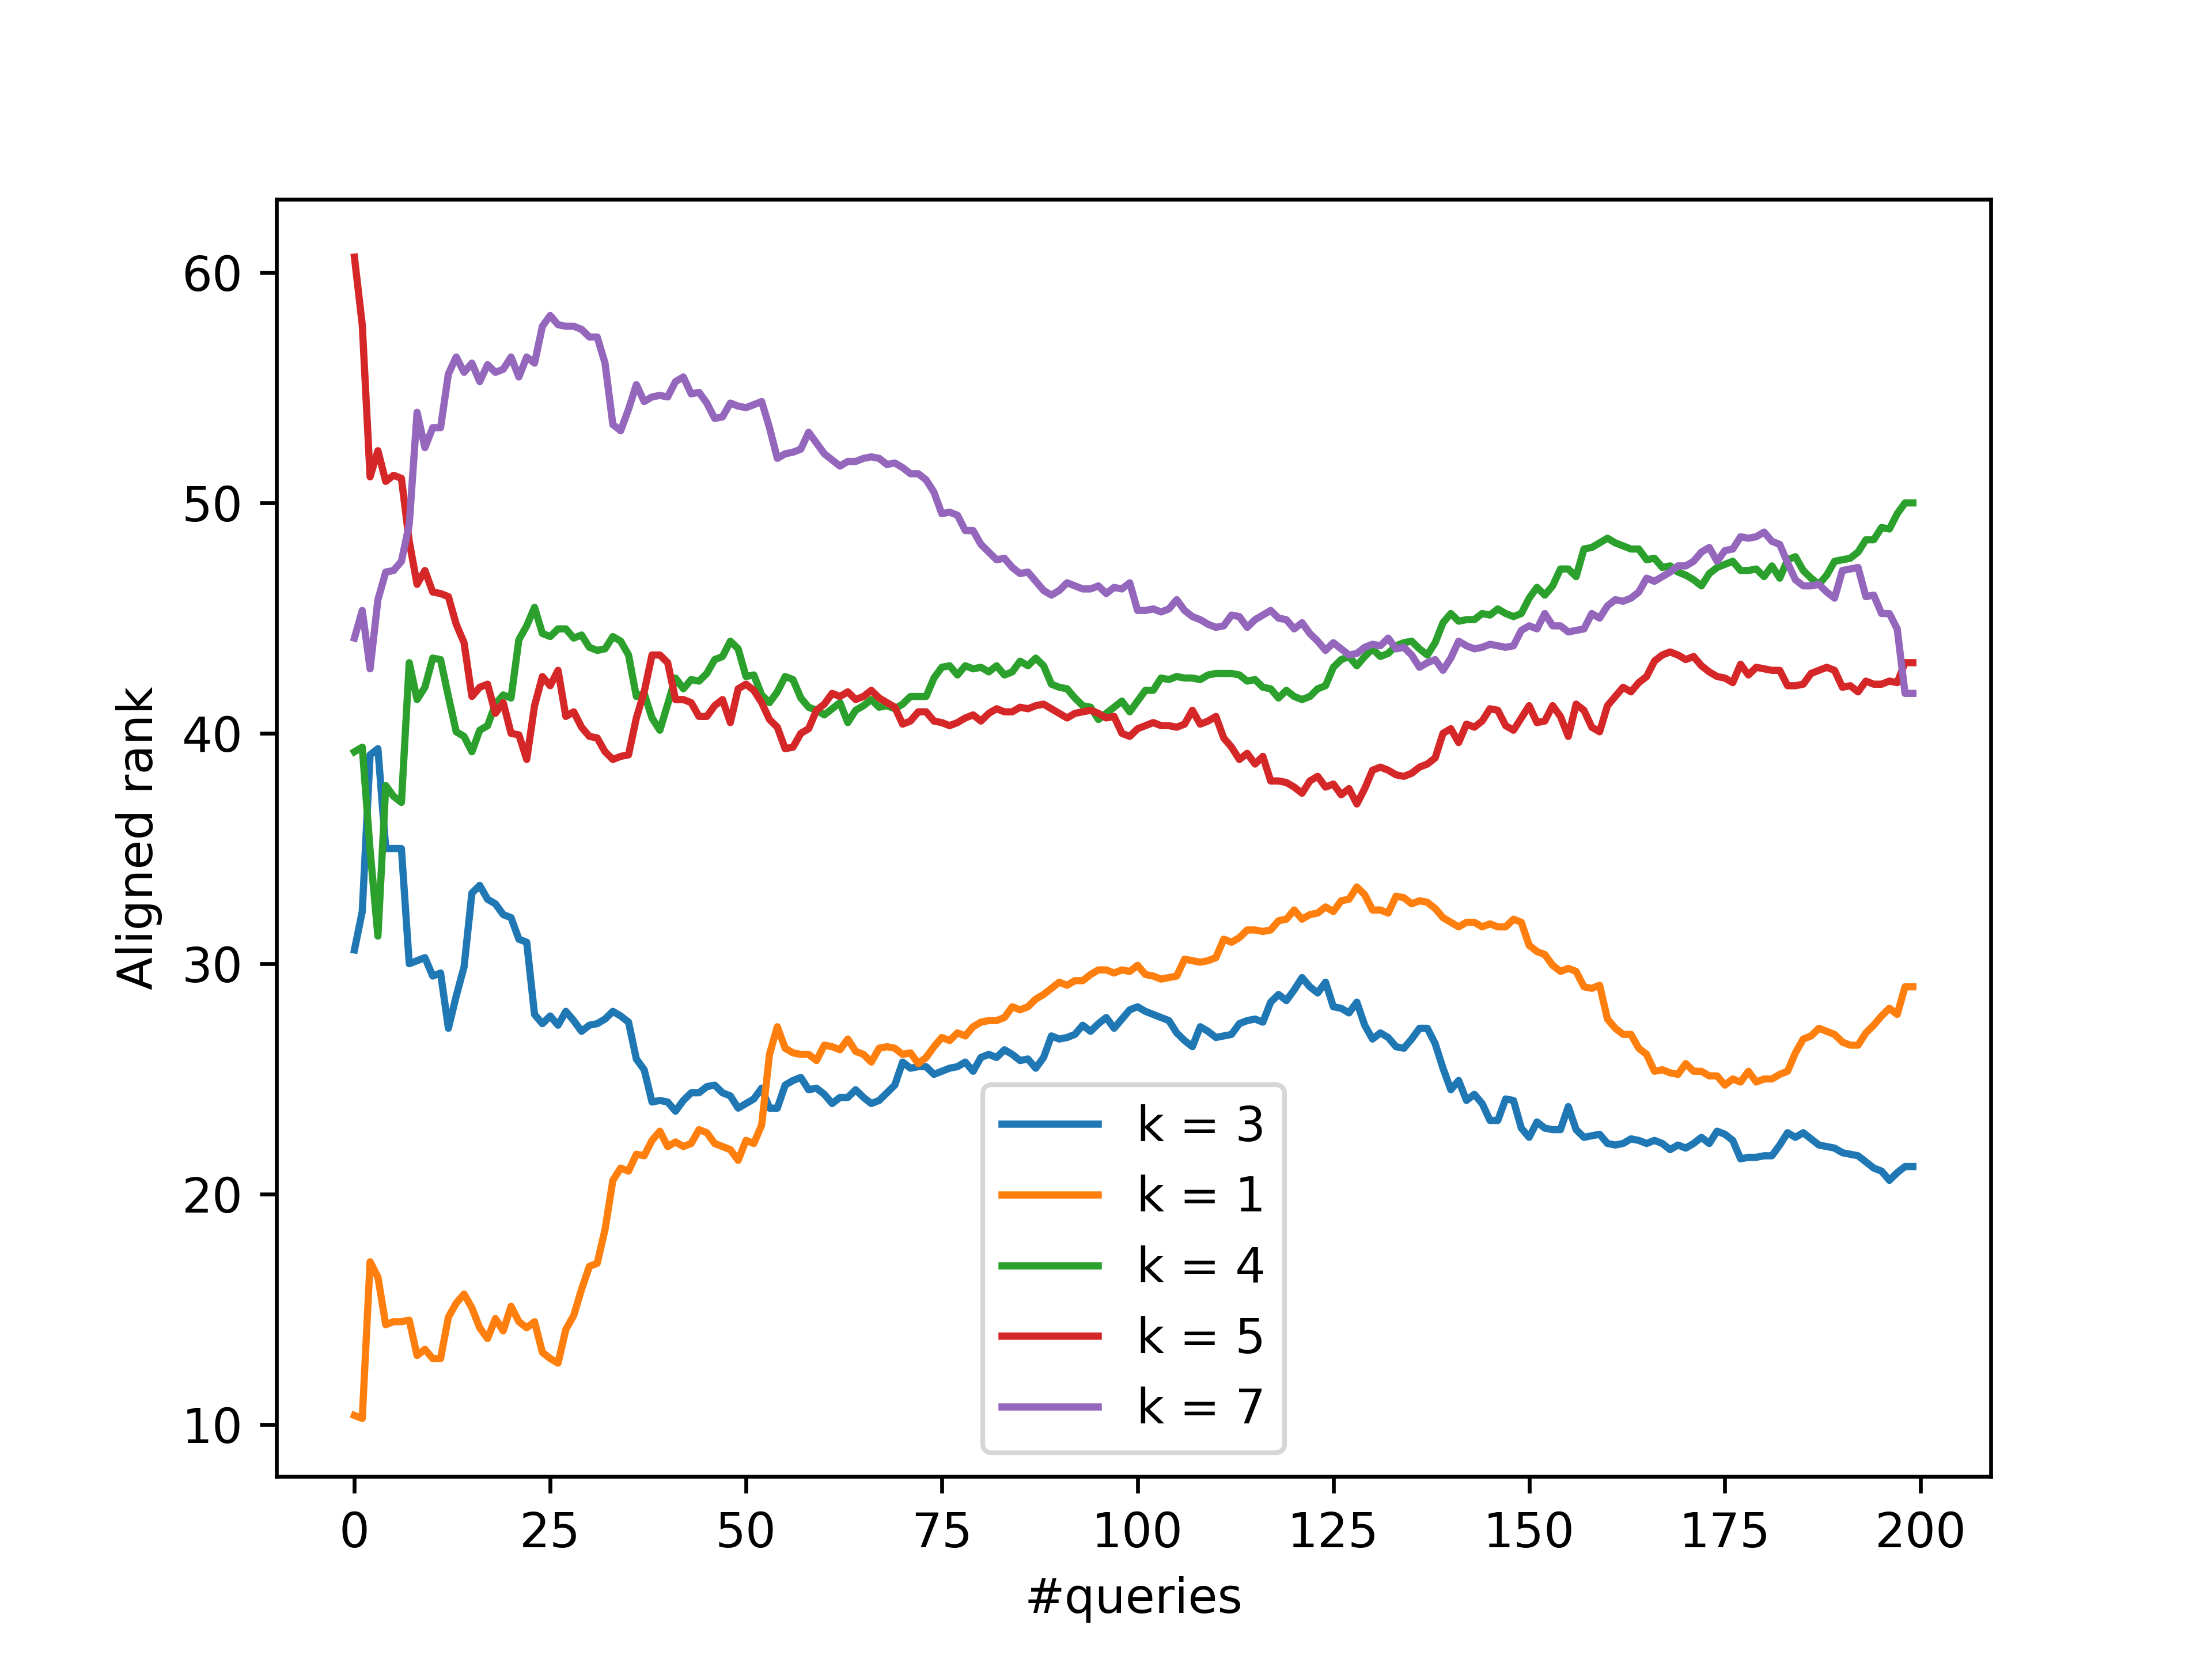 60
50
40
30
20
10
Aligned rank
k = 3
k = 1
k = 4
k = 5
k = 7
0 25 50 75 100 125 150 175 200
#queries